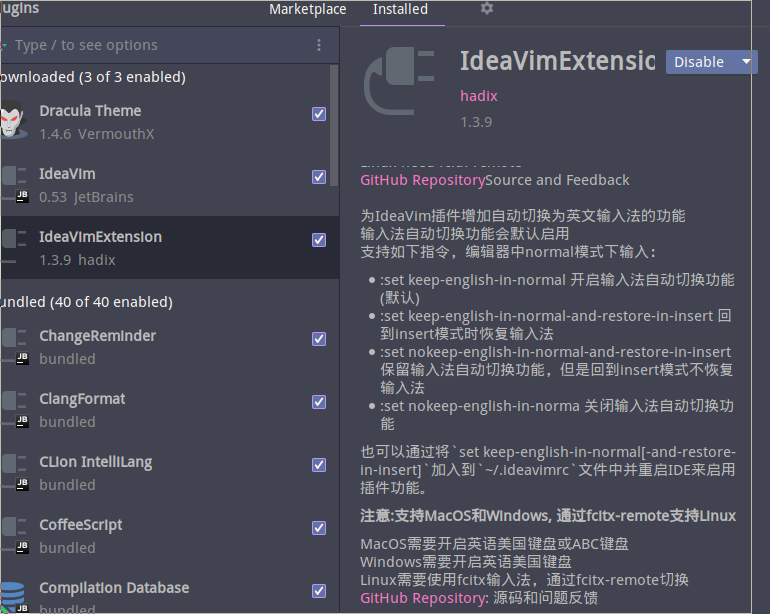 ugins
Marketplace
Installed
Type / to see options
ownloaded (3 of 3 enabled)
Dracula Theme
1.4.6 VermouthX
IdeaVim
0.53 JetBrains
IdeaVimExtension
1.3.9 hadix
undled (40 of 40 enabled)
ChangeReminder
bundled
ClangFormat
bundled
CLion IntelliLang
bundled
CoffeeScript
bundled
Compilation Database
bundled
IdeaVimExtensio
Disable
hadix
1.3.9
GitHub RepositorySource and Feedback
为IdeaVim插件增加自动切换为英文输入法的功能
输入法自动切换功能会默认启用
支持如下指令，编辑器中normal模式下输入：
:set keep-english-in-normal 开启输入法自动切换功能
(默认)
:set keep-english-in-normal-and-restore-in-insert 回
到insert模式时恢复输入法
:set nokeep-english-in-normal-and-restore-in-insert
保留输入法自动切换功能，但是回到insert模式不恢复
输入法
:set nokeep-english-in-norma 关闭输入法自动切换功
能
也可以通过将`set keep-english-in-normal[-and-restore-
in-insert]`加入到`~/.ideavimrc`文件中并重启IDE来启用
插件功能。
注意:支持MacOS和Windows, 通过fcitx-remote支持Linux
MacOS需要开启英语美国键盘或ABC键盘
Windows需要开启英语美国键盘
Linux需要使用fcitx输入法，通过fcitx-remote切换
GitHub Repository: 源码和问题反馈